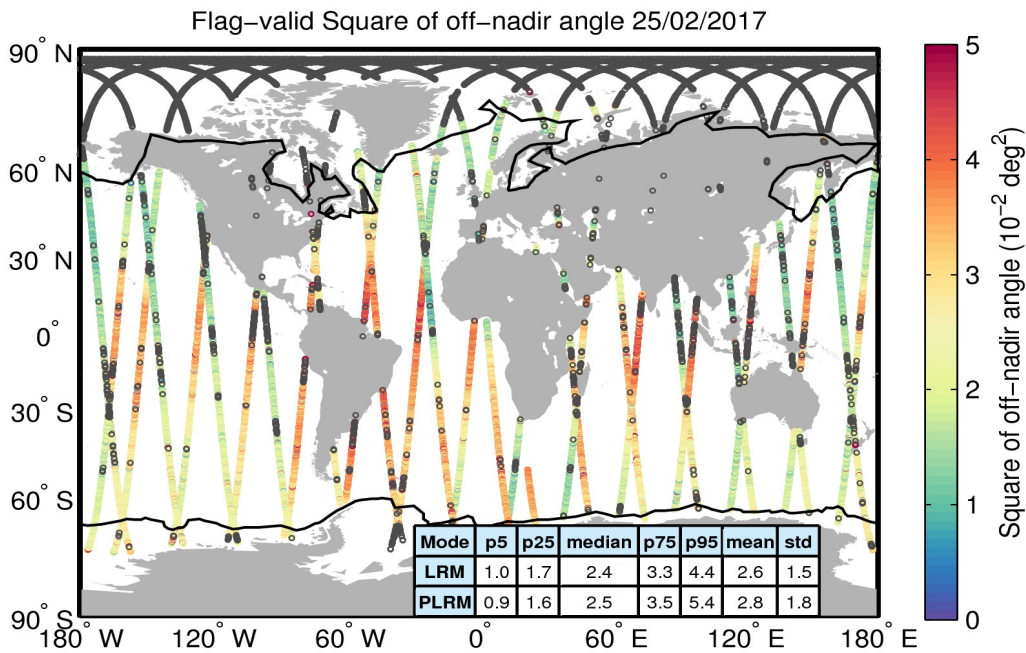 Flag-valid Square of off-nadir angle 25/02/2017
90° N
60° N
30° N
0°
30° S
60° S
90° S
180° W
120° W
60° W
0°
60° E
120° E
180° E
Mode p5 p25 median p75 p95 mean std
LRM 1.0 1.7 2.4 3.3 4.4 2.6 1.5
PLRM 0.9 1.6 2.5 3.5 5.4 2.8 1.8
5
4
3
2
1
0
Square of off-nadir angle (10⁻² deg²)